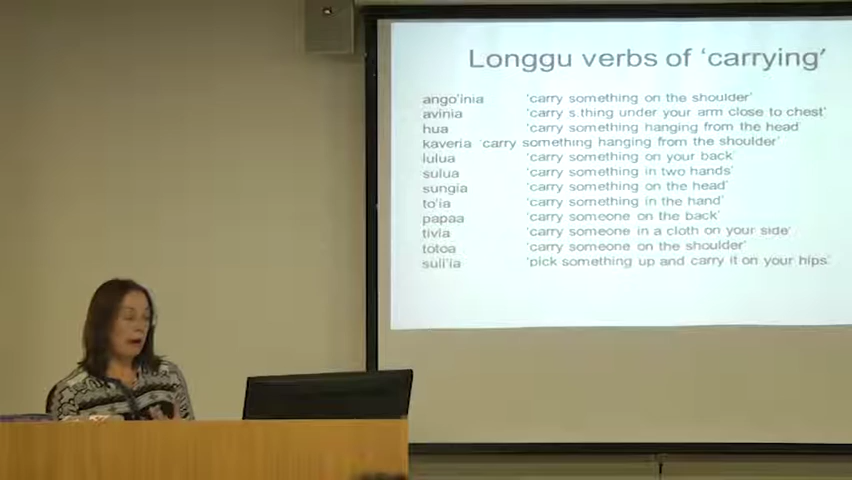 Longgu verbs of 'carrying'
ango'inia 'carry something on the shoulder'
avinia 'carry s.thing under your arm close to chest'
hua 'carry something hanging from the head'
kaveria 'carry something hanging from the shoulder'
lulua 'carry something on your back'
sulua 'carry something in two hands'
sungia 'carry something on the head'
to'ia 'carry something in the hand'
papaa 'carry someone on the back'
tivia 'carry someone in a cloth on your side'
totoa 'carry someone on the shoulder'
suli'ia 'pick something up and carry it on your hips'